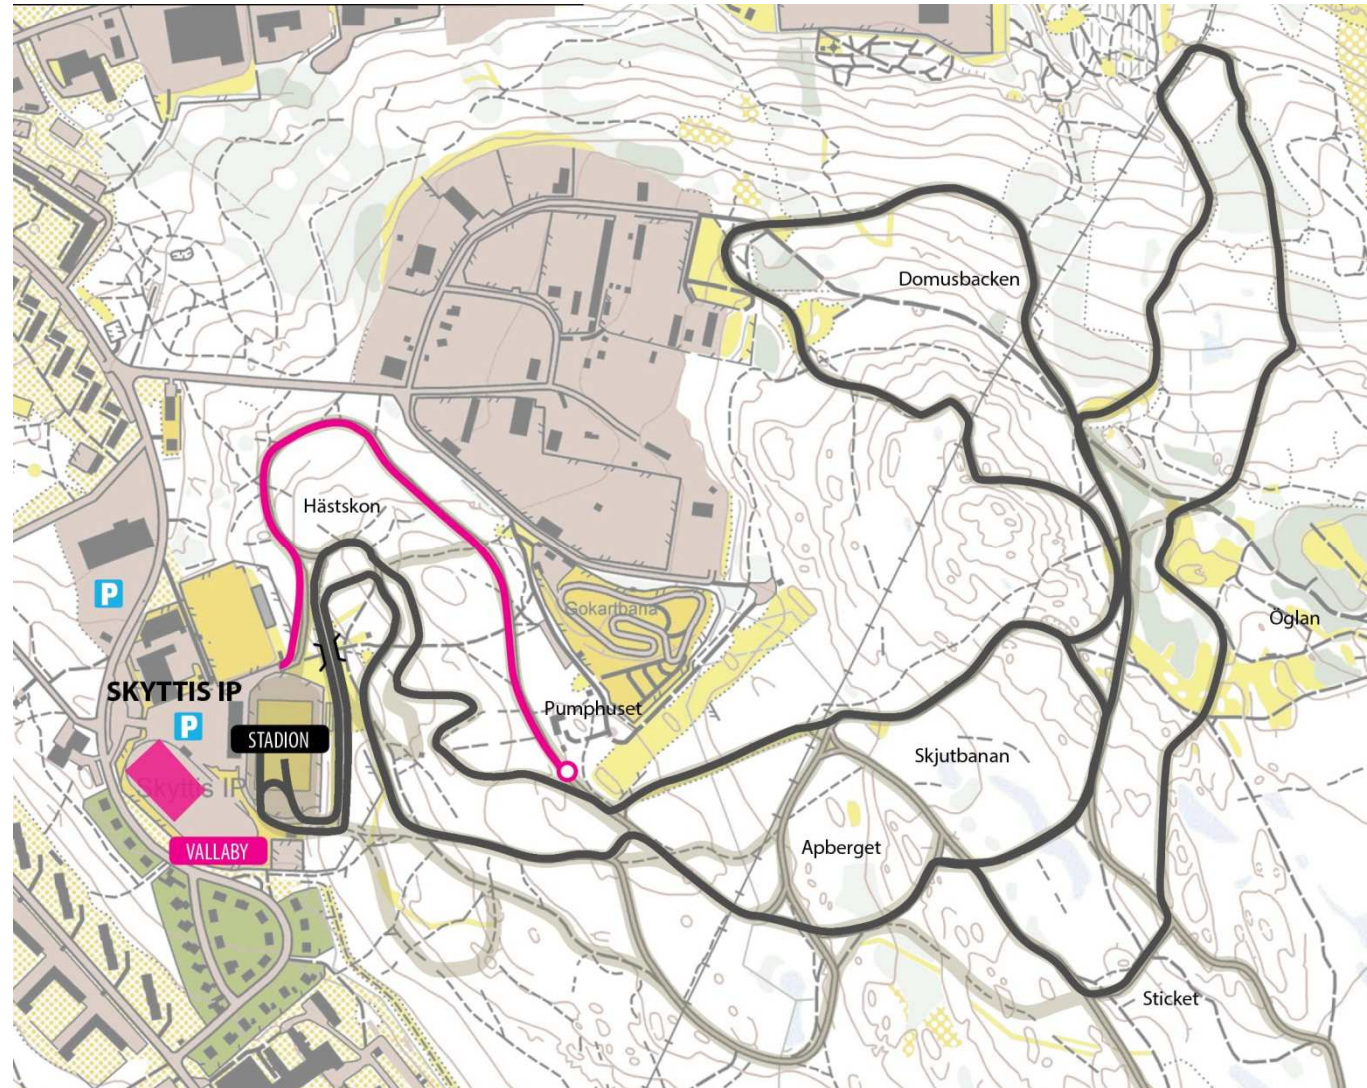 Domusbacken
Hästskon
P
Gokartbana
Öglan
SKYTTIS IP
P
Pumphuset
STADION
Skjutbanan
Skyttis IP
VALLABY
Apberget
Sticket